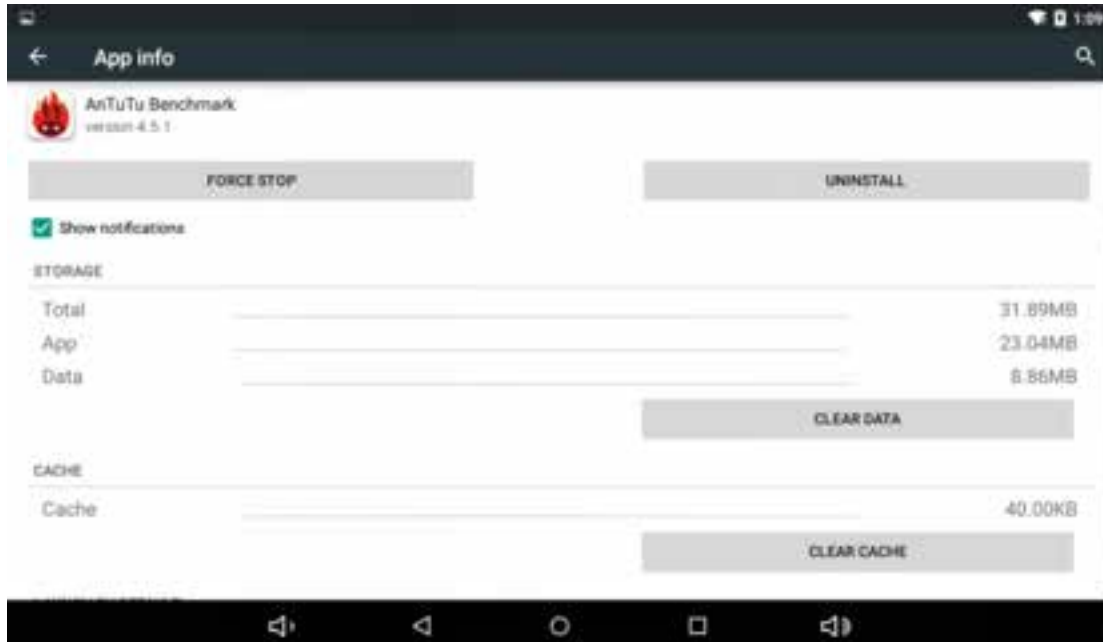 1:09
App info
AnTuTu Benchmark
version 4.5.1
FORCE STOP
UNINSTALL
Show notifications
STORAGE
Total 31.89MB
App 23.04MB
Data 8.86MB
CLEAR DATA
CACHE
Cache 40.00KB
CLEAR CACHE